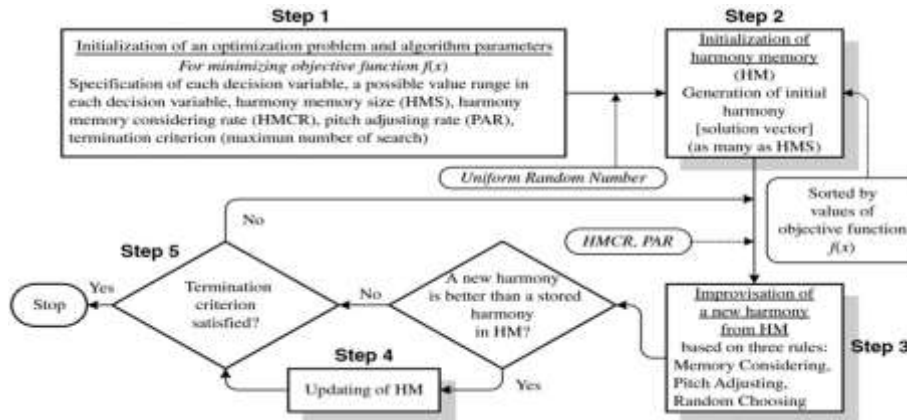 Step 1
Initialization of an optimization problem and algorithm parameters
For minimizing objective function f(x)
Specification of each decision variable, a possible value range in
each decision variable, harmony memory size (HMS), harmony
memory considering rate (HMCR), pitch adjusting rate (PAR),
termination criterion (maximun number of search)
Step 2
Initialization of
harmony memory
(HM)
Generation of initial
harmony
[solution vector]
(as many as HMS)
Uniform Random Number
Sorted by
values of
objective function
f(x)
No
HMCR, PAR
Step 5
Termination
criterion
satisfied?
Yes
Stop
No
A new
harmony
is better than a stored
harmony
in HM?
Yes
Step 4
Updating of HM
Improvisation of
a new harmony
from HM
based on three rules:
Memory Considering,
Pitch Adjusting,
Random Choosing
Step 3